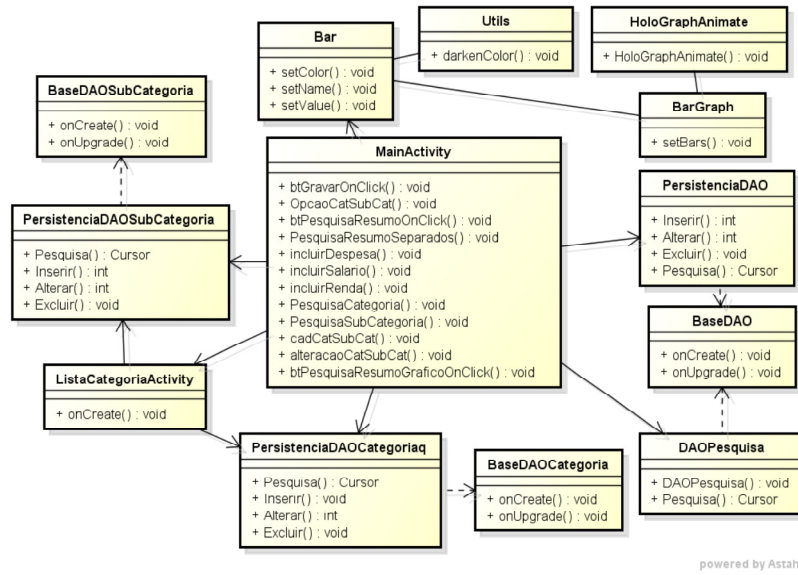 Bar
+ setColor() : void
+ setName() : void
+ setValue() : void
Utils
+ darkenColor() : void
HoloGraphAnimate
+ HoloGraphAnimate() : void
BaseDAOSubCategoria
+ onCreate() : void
+ onUpgrade() : void
BarGraph
+ setBars() : void
MainActivity
+ btGravarOnClick() : void
+ OpcaoCatSubCat() : void
+ btPesquisaResumoOnClick() : void
+ PesquisaResumoSeparados() : void
+ incluirDespesa() : void
+ incluirSalario() : void
+ incluirRenda() : void
+ PesquisaCategoria() : void
+ PesquisaSubCategoria() : void
+ cadCatSubCat() : void
+ alteracaoCatSubCat() : void
+ btPesquisaResumoGraficoOnClick() : void
PersistenciaDAO
+ Inserir() : int
+ Alterar() : int
+ Excluir() : void
+ Pesquisa() : Cursor
PersistenciaDAOSubCategoria
+ Pesquisa() : Cursor
+ Inserir() : int
+ Alterar() : int
+ Excluir() : void
BaseDAO
+ onCreate() : void
+ onUpgrade() : void
ListaCategoriaActivity
+ onCreate() : void
PersistenciaDAOCategoriaq
+ Pesquisa() : Cursor
+ Inserir() : void
+ Alterar() : int
+ Excluir() : void
BaseDAOCategoria
+ onCreate() : void
+ onUpgrade() : void
DAOPesquisa
+ DAOPesquisa() : void
+ Pesquisa() : Cursor
powered by Astah